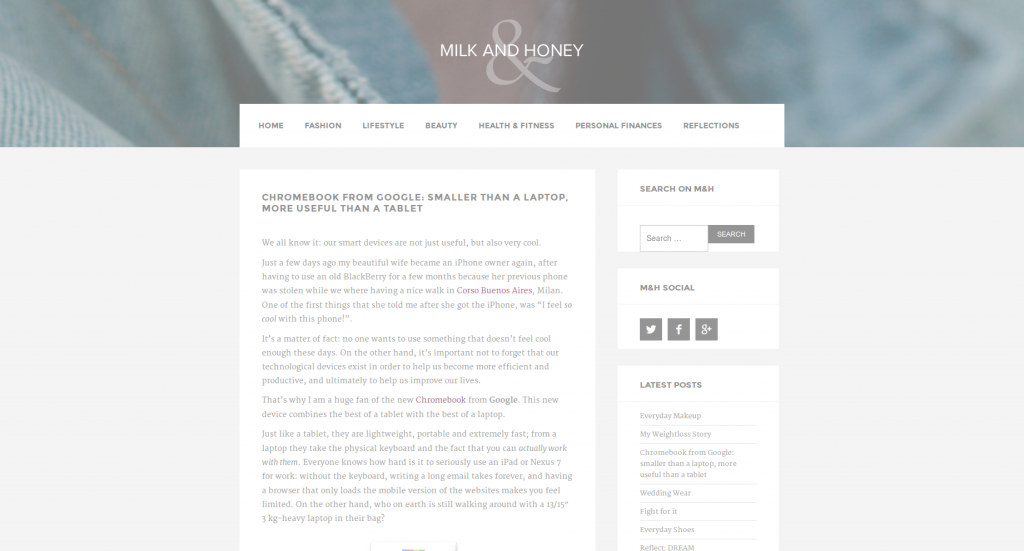 &
MILK AND HONEY
HOME FASHION LIFESTYLE BEAUTY HEALTH & FITNESS PERSONAL FINANCES REFLECTIONS
CHROMEBOOK FROM GOOGLE: SMALLER THAN A LAPTOP,
MORE USEFUL THAN A TABLET
We all know it: our smart devices are not just useful, but also very cool.
Just a few days ago my beautiful wife became an iPhone owner again, after
having to use an old BlackBerry for a few months because her previous phone
was stolen while we where having a nice walk in Corso Buenos Aires, Milan.
One of the first things that she told me after she got the iPhone, was “I feel so
cool with this phone!”.
It’s a matter of fact: no one wants to use something that doesn’t feel cool
enough these days. On the other hand, it’s important not to forget that our
technological devices exist in order to help us become more efficient and
productive, and ultimately to help us improve our lives.
That’s why I am a huge fan of the new Chromebook from Google. This new
device combines the best of a tablet with the best of a laptop.
Just like a tablet, they are lightweight, portable and extremely fast; from a
laptop they take the physical keyboard and the fact that you can actually work
with them. Everyone knows how hard is it to seriously use an iPad or Nexus 7
for work: without the keyboard, writing a long email takes forever, and having
a browser that only loads the mobile version of the websites makes you feel
limited. On the other hand, who on earth is still walking around with a 13/15″
3 kg-heavy laptop in their bag?
SEARCH ON M&H
Search …
SEARCH
M&H SOCIAL
LATEST POSTS
Everyday Makeup
My Weightloss Story
Chromebook from Google:
smaller than a laptop, more
useful than a tablet
Wedding Wear
Fight for it
Everyday Shoes
Reflect: DREAM